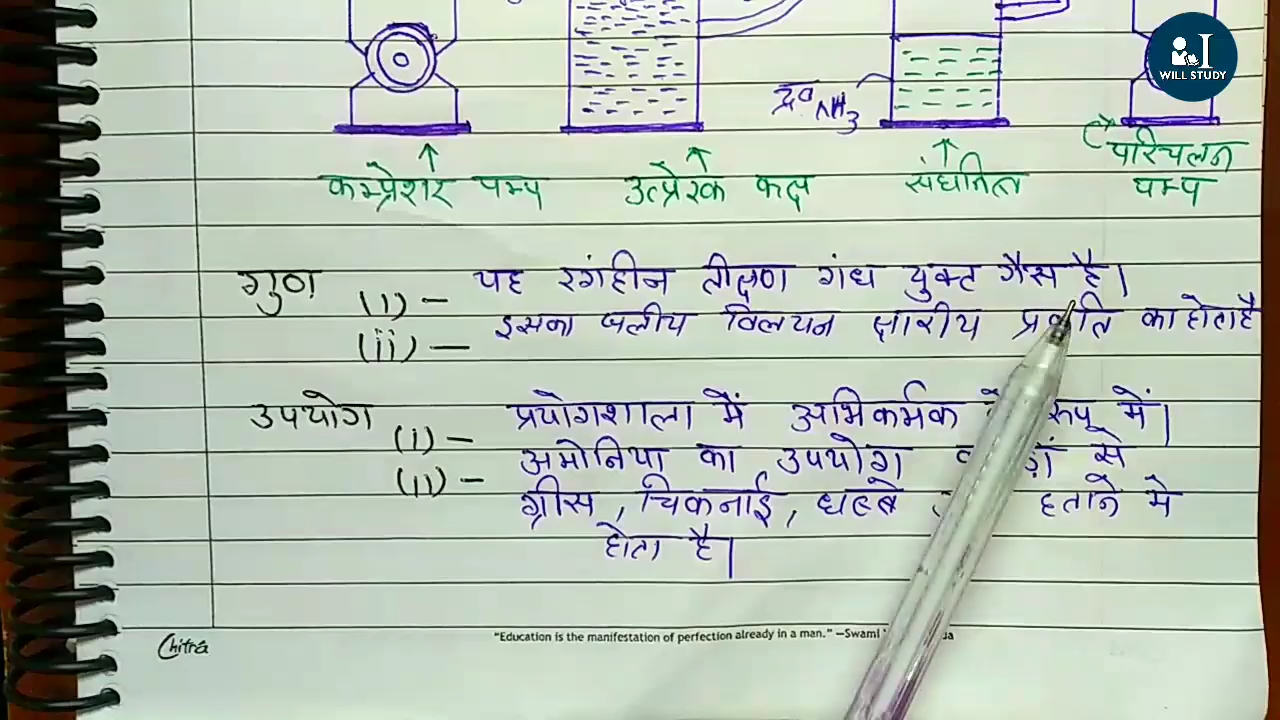 I
WILL STUDY
द्रव NH3
कम्प्रेशर पम्प उत्प्रेरक कक्ष संघनित्र परिचलन
पम्प
गुण (i) – यह रगंहीन तीक्ष्ण गंध युक्त गैस है।
(ii) – इसका जलीय विलयन क्षारीय प्रकृति का होता है
उपयोग (i) – प्रयोगशाला में अभिकर्मक रूप में।
(ii) – अमोनिया का उपयोग से
ग्रीस, चिकनाई, धब्बे हताने मे
होता है।
Chitra "Education is the manifestation of perfection already in a man." —Swami